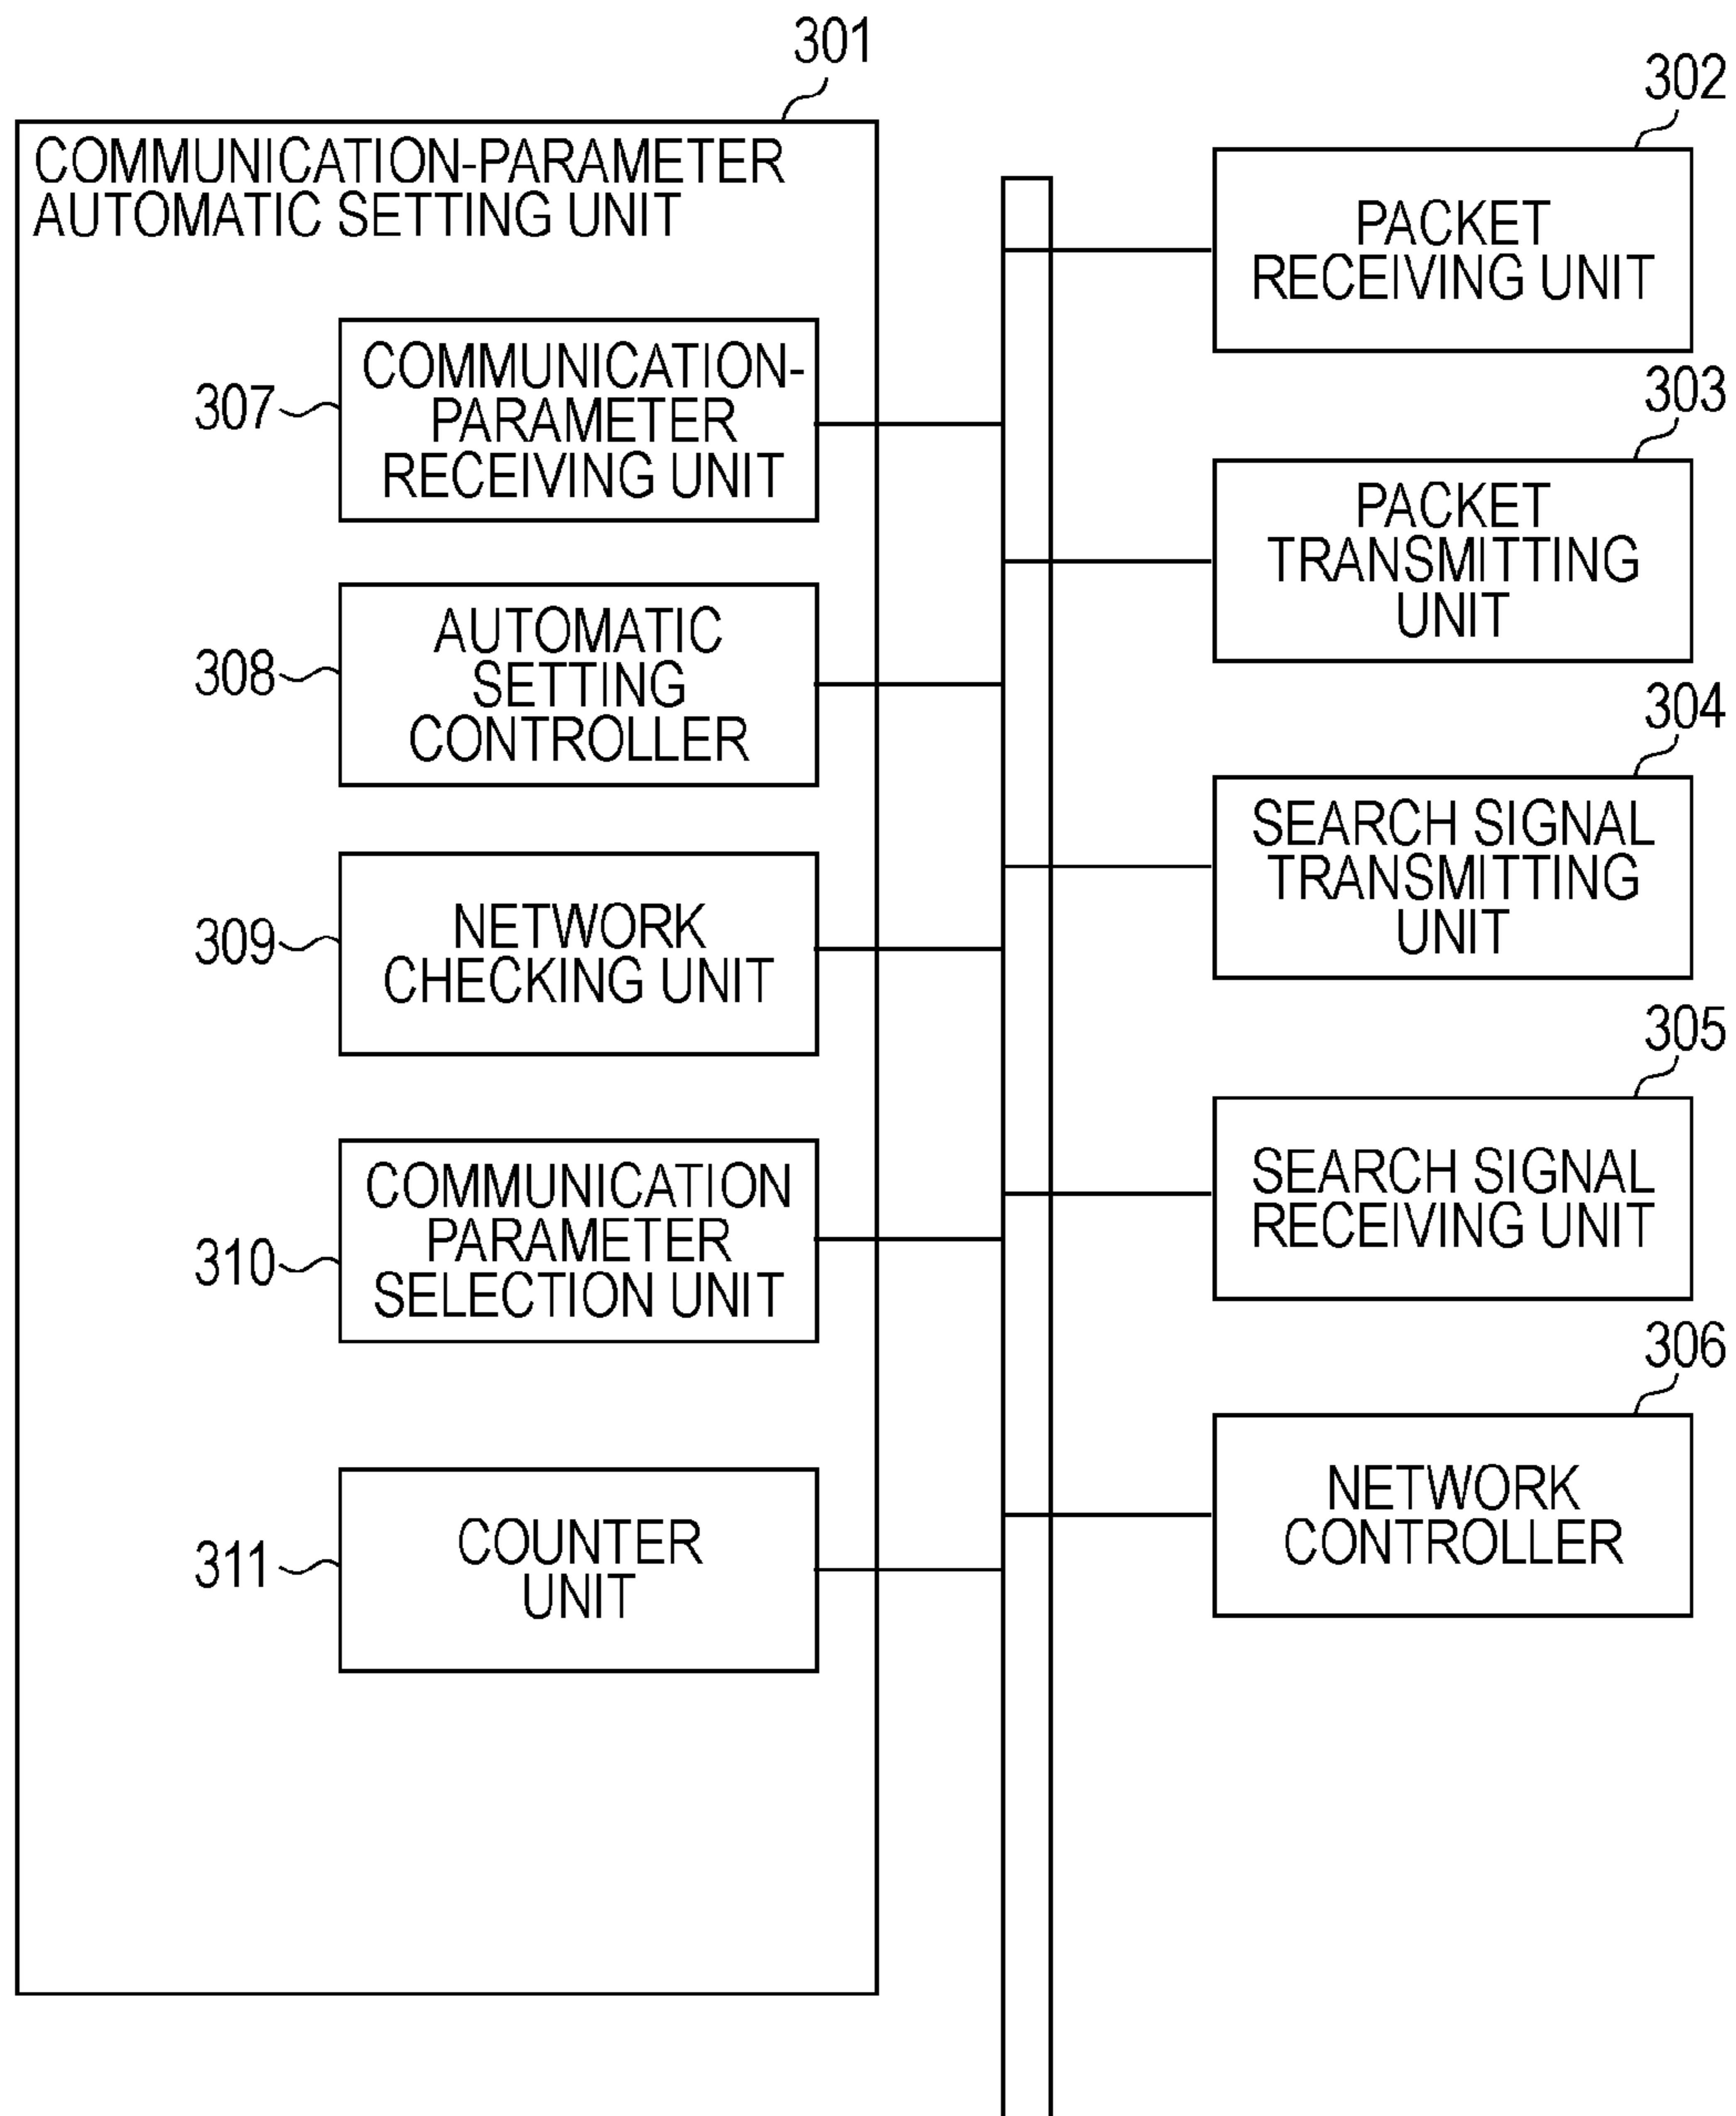 301
COMMUNICATION-PARAMETER
AUTOMATIC SETTING UNIT
307
COMMUNICATION-
PARAMETER
RECEIVING UNIT
308
AUTOMATIC
SETTING
CONTROLLER
309
NETWORK
CHECKING UNIT
310
COMMUNICATION
PARAMETER
SELECTION UNIT
311
COUNTER
UNIT
302
PACKET
RECEIVING UNIT
303
PACKET
TRANSMITTING
UNIT
304
SEARCH SIGNAL
TRANSMITTING
UNIT
305
SEARCH SIGNAL
RECEIVING UNIT
306
NETWORK
CONTROLLER